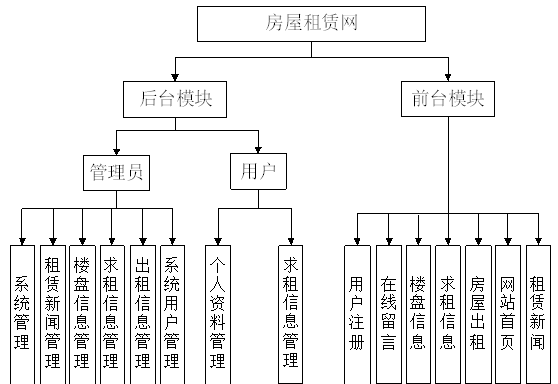 房屋租赁网
后台模块
前台模块
管理员
用户
系统管理
租赁新闻管理
楼盘信息管理
求租信息管理
出租信息管理
系统用户管理
个人资料管理
求租信息管理
用户注册
在线留言
楼盘信息
求租信息
房屋出租
网站首页
租赁新闻